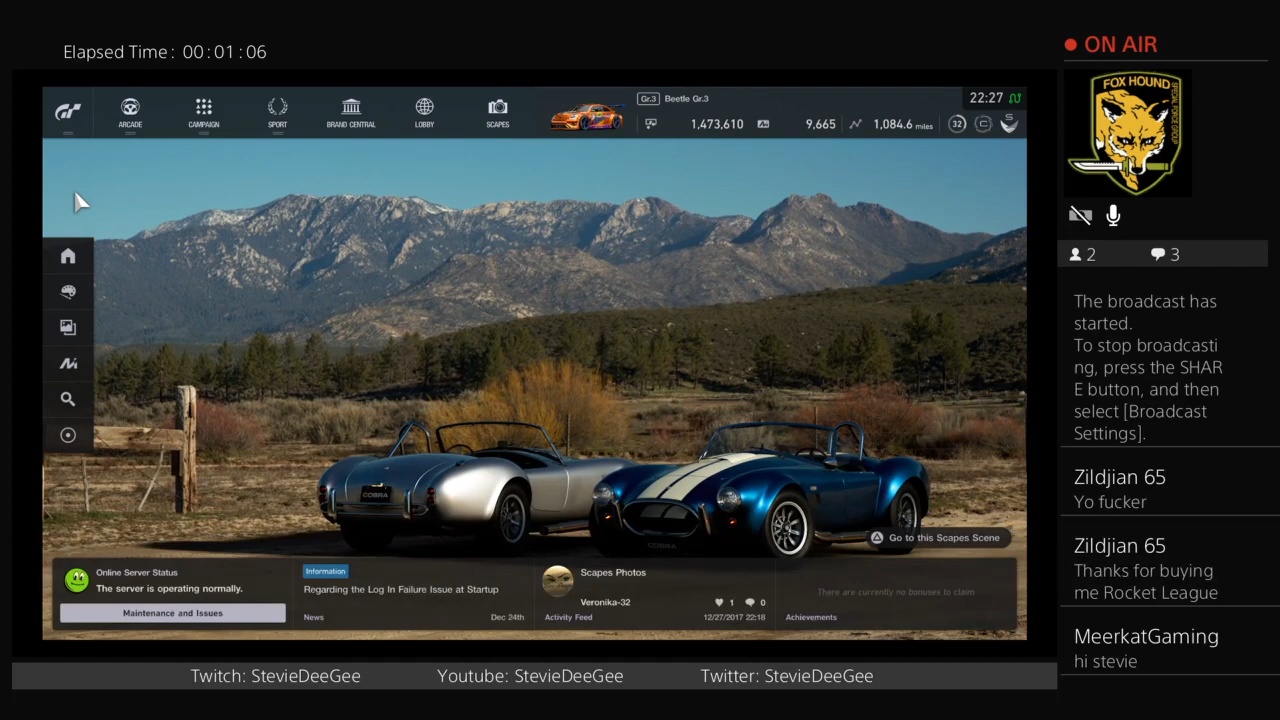 Elapsed Time: 00:01:06
ON AIR
FOX HOUND
SPECIAL FORCE GROUP
ARCADE
CAMPAIGN
SPORT
BRAND CENTRAL
LOBBY
SCAPES
Gr.3 Beetle Gr.3
22:27
1,473,610
9,665
1,084.6 miles
32
C
S
2
3
The broadcast has
started.
To stop broadcasti
ng, press the SHAR
E button, and then
select [Broadcast
Settings].
Zildjian 65
Yo fucker
Zildjian 65
Thanks for buying
me Rocket League
MeerkatGaming
hi stevie
COBRA
COBRA
Go to this Scapes Scene
Online Server Status
The server is operating normally.
Maintenance and Issues
Information
Regarding the Log In Failure Issue at Startup
News
Dec 24th
Scapes Photos
Veronika-32
1
0
Activity Feed
12/27/2017 22:18
There are currently no bonuses to claim
Achievements
Twitch: StevieDeeGee
Youtube: StevieDeeGee
Twitter: StevieDeeGee